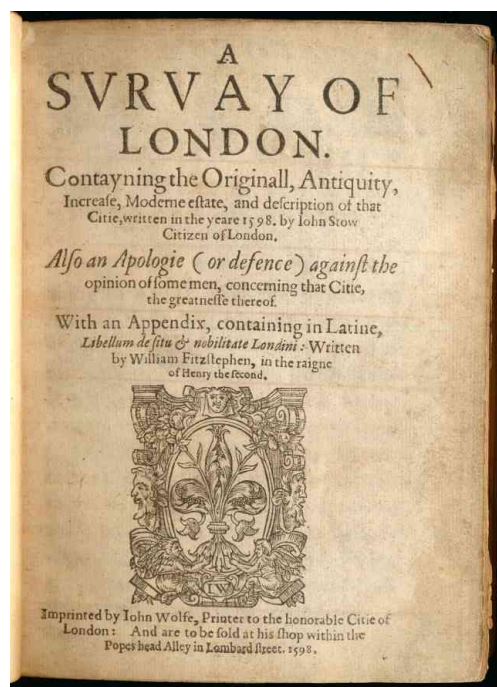 A
SVRVAY OF
LONDON.
Contayning the Originall, Antiquity,
Increaſe, Moderne eſtate, and deſcription of that
Citie, written in the yeare 1598. by Iohn Stow
Citizen of London.
Alſo an Apologie (or defence) againſt the
opinion of ſome men, concerning that Citie,
the greatneſſe thereof.
With an Appendix, containing in Latine,
Libellum de ſitu & nobilitate Londini: Written
by William Fitzſtephen, in the raigne
of Henry the ſecond.
I W
Imprinted by Iohn Wolfe, Printer to the honorable Citie of
London: And are to be ſold at his ſhop within the
Popes head Alley in Lombard ſtreet. 1598.